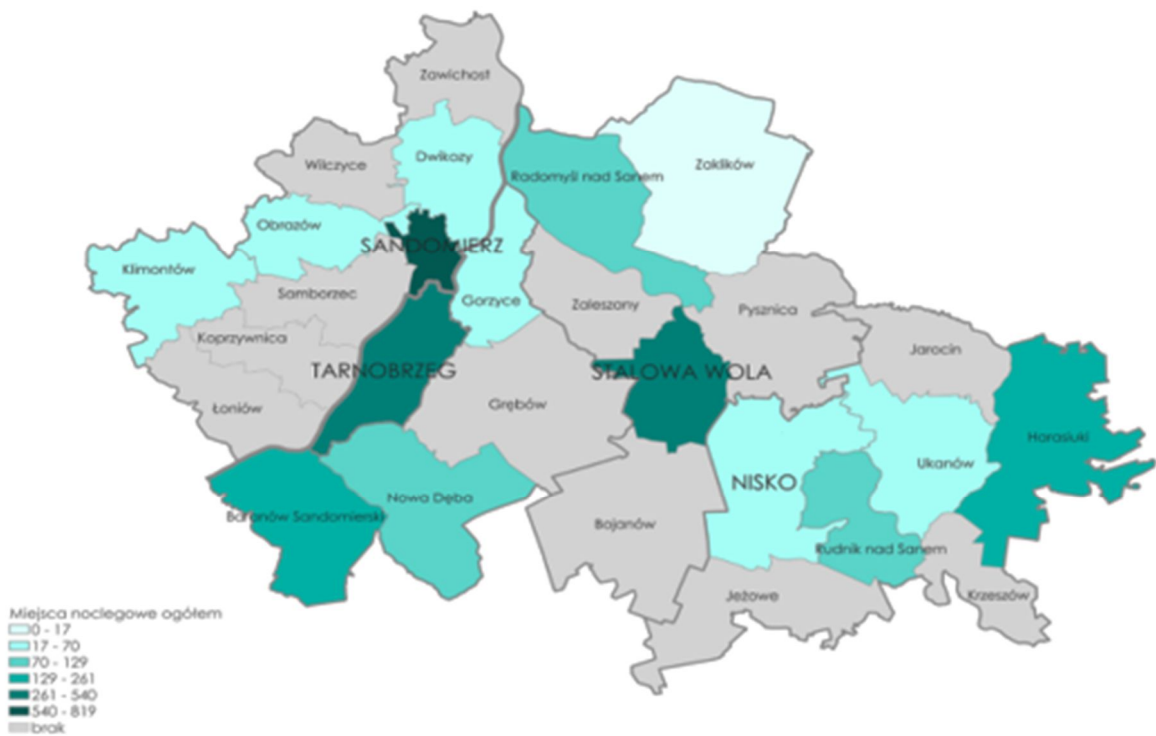 Zawichost
Wilczyce
Dwikozy
Radomyśl nad Sanem
Zaklików
Obrazów
SANDOMIERZ
Klimontów
Samborzec
Gorzyce
Zaleszany
Pysznica
Koprzywnica
TARNOBRZEG
STALOWA WOLA
Jarocin
Łoniów
Grębów
Harasiuki
Ukanów
NISKO
Nowa Dęba
Baranów Sandomierski
Bojanów
Rudnik nad Sanem
Jeżowe
Krzeszów
Miejsca noclegowe ogółem
0 - 17
17 - 70
70 - 129
129 - 261
261 - 540
540 - 819
brak